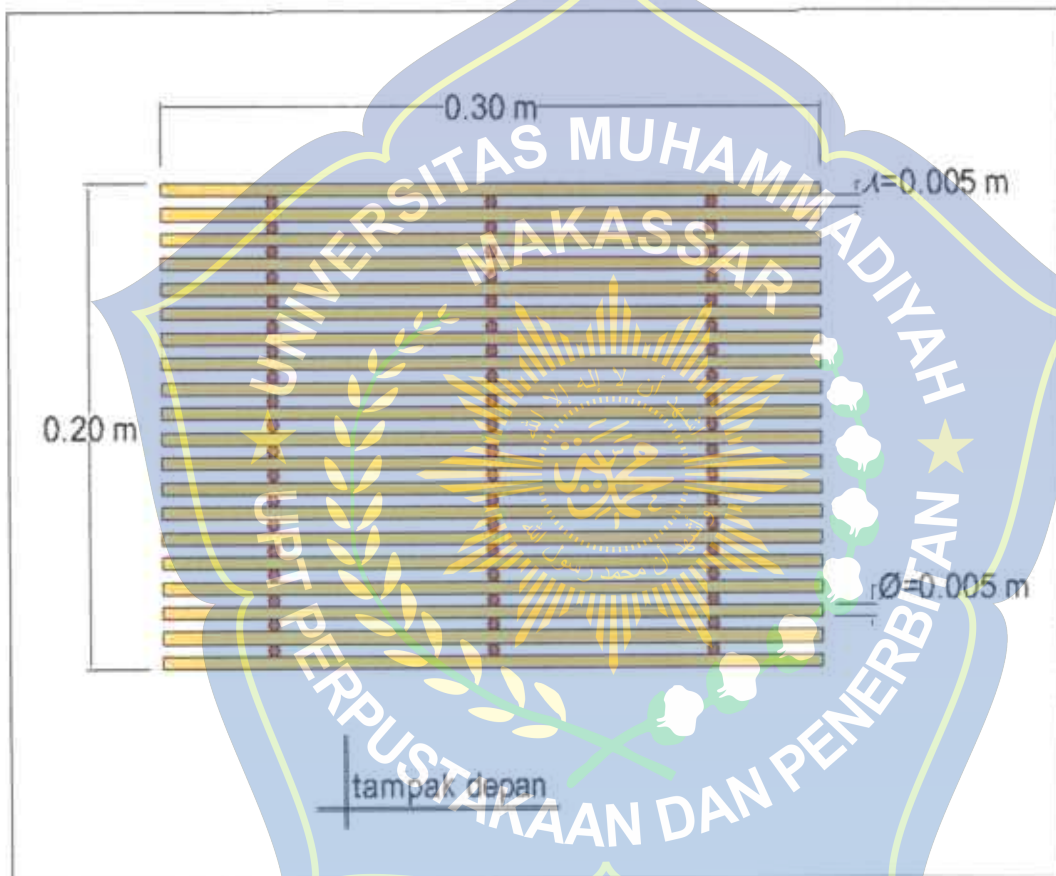 0.30 m
⅄=0.005 m
0.20 m
Ø=0.005 m
tampak depan
UNIVERSITAS MUHAMMADIYAH
MAKASSAR
UPT PERPUSTAKAAN DAN PENERBITAN